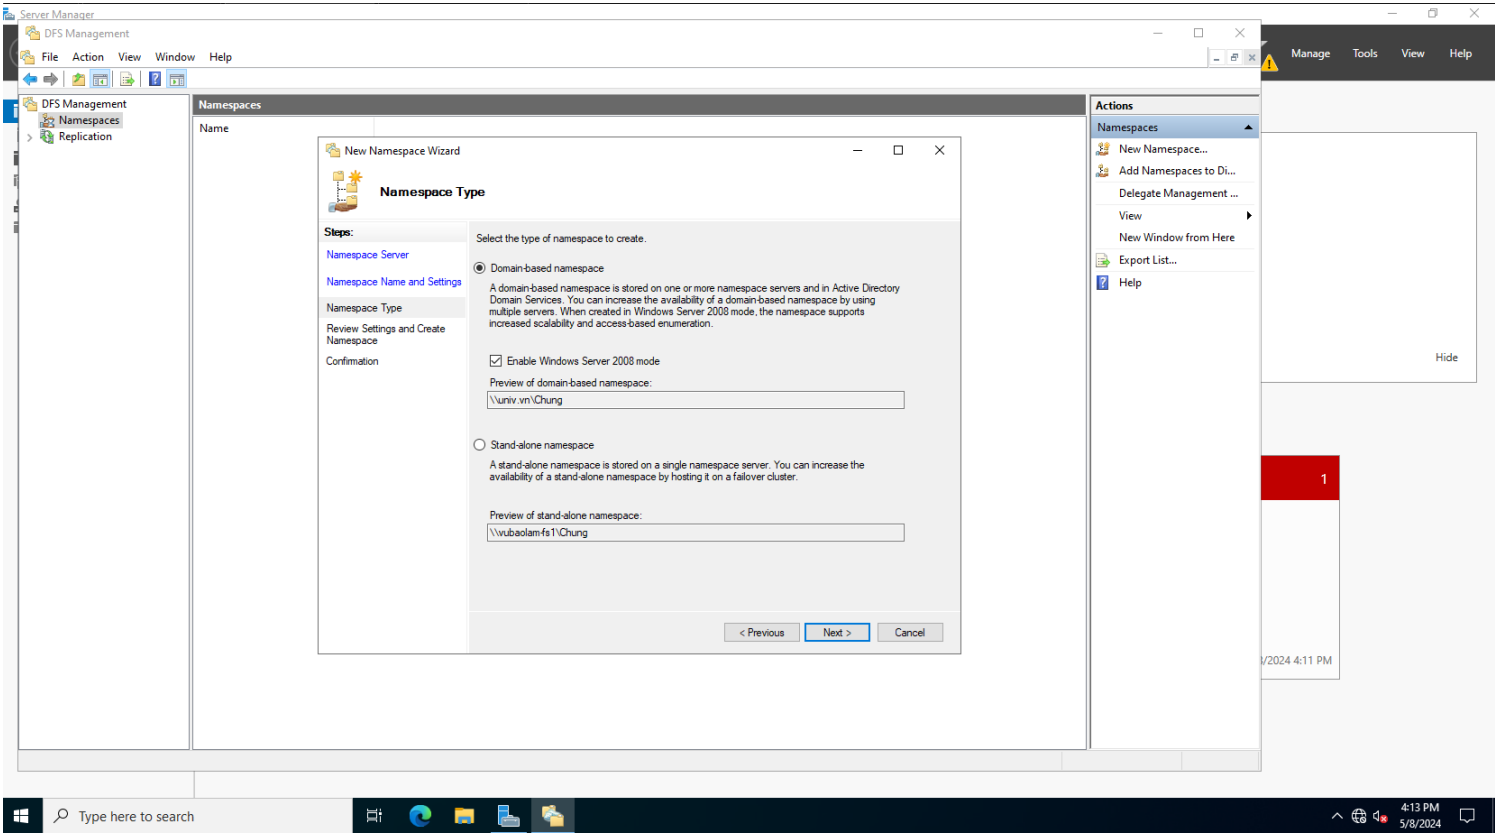 Server Manager
DFS Management
File Action View Window Help
Manage Tools View Help
DFS Management
Namespaces
Replication
Namespaces
Name
New Namespace Wizard
Namespace Type
Steps:
Namespace Server
Namespace Name and Settings
Namespace Type
Review Settings and Create
Namespace
Confirmation
Select the type of namespace to create.
Domain-based namespace
A domain-based namespace is stored on one or more namespace servers and in Active Directory
Domain Services. You can increase the availability of a domain-based namespace by using
multiple servers. When created in Windows Server 2008 mode, the namespace supports
increased scalability and access-based enumeration.
Enable Windows Server 2008 mode
Preview of domain-based namespace:
\\univ.vn\Chung
Stand-alone namespace
A stand-alone namespace is stored on a single namespace server. You can increase the
availability of a stand-alone namespace by hosting it on a failover cluster.
Preview of stand-alone namespace:
\\vubaolam-fs1\Chung
< Previous Next > Cancel
Actions
Namespaces
New Namespace...
Add Namespaces to Di...
Delegate Management ...
View
New Window from Here
Export List...
Help
Hide
1
/2024 4:11 PM
Type here to search
4:13 PM
5/8/2024